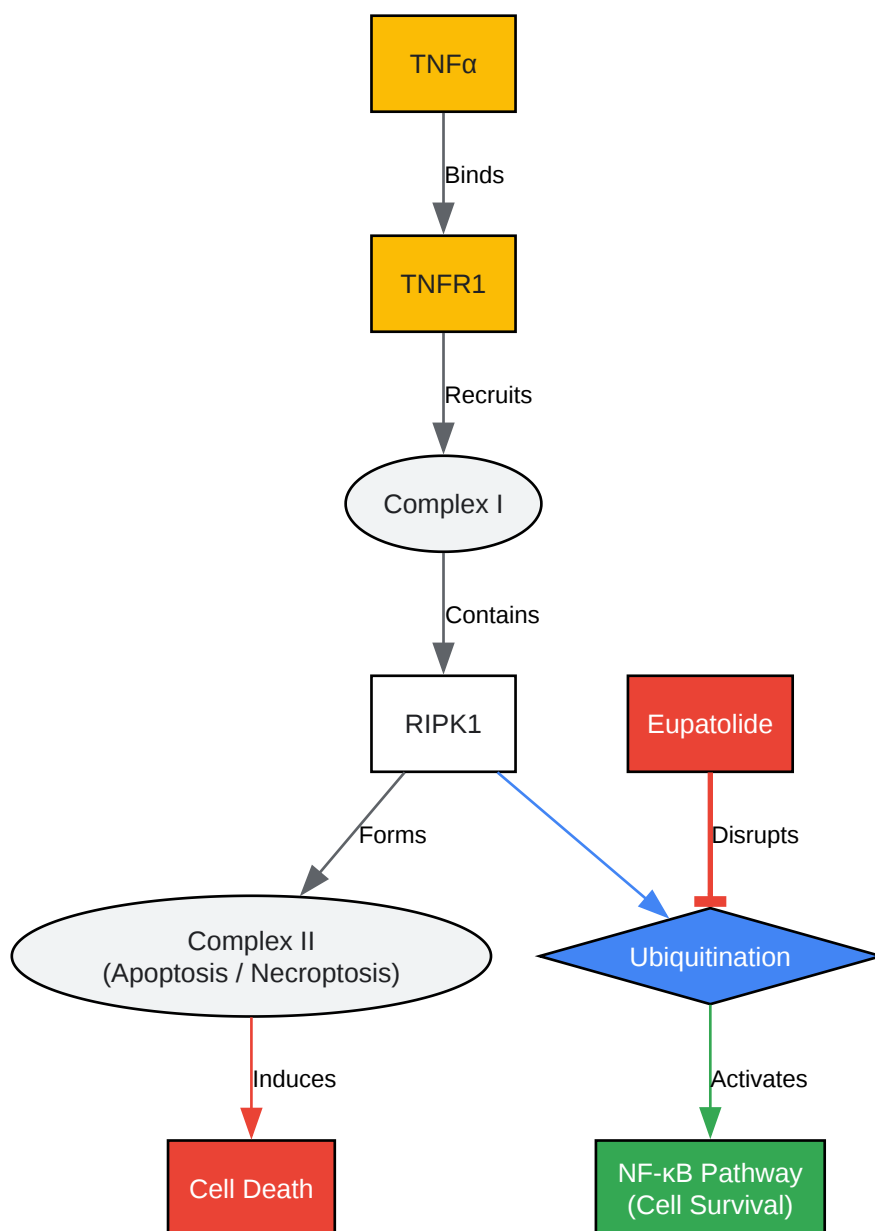 TNFα
Binds
TNFR1
Recruits
Complex I
Contains
RIPK1
Eupatolide
Forms
Disrupts
Complex II
(Apoptosis / Necroptosis)
Ubiquitination
Induces
Activates
Cell Death
NF-κB Pathway
(Cell Survival)